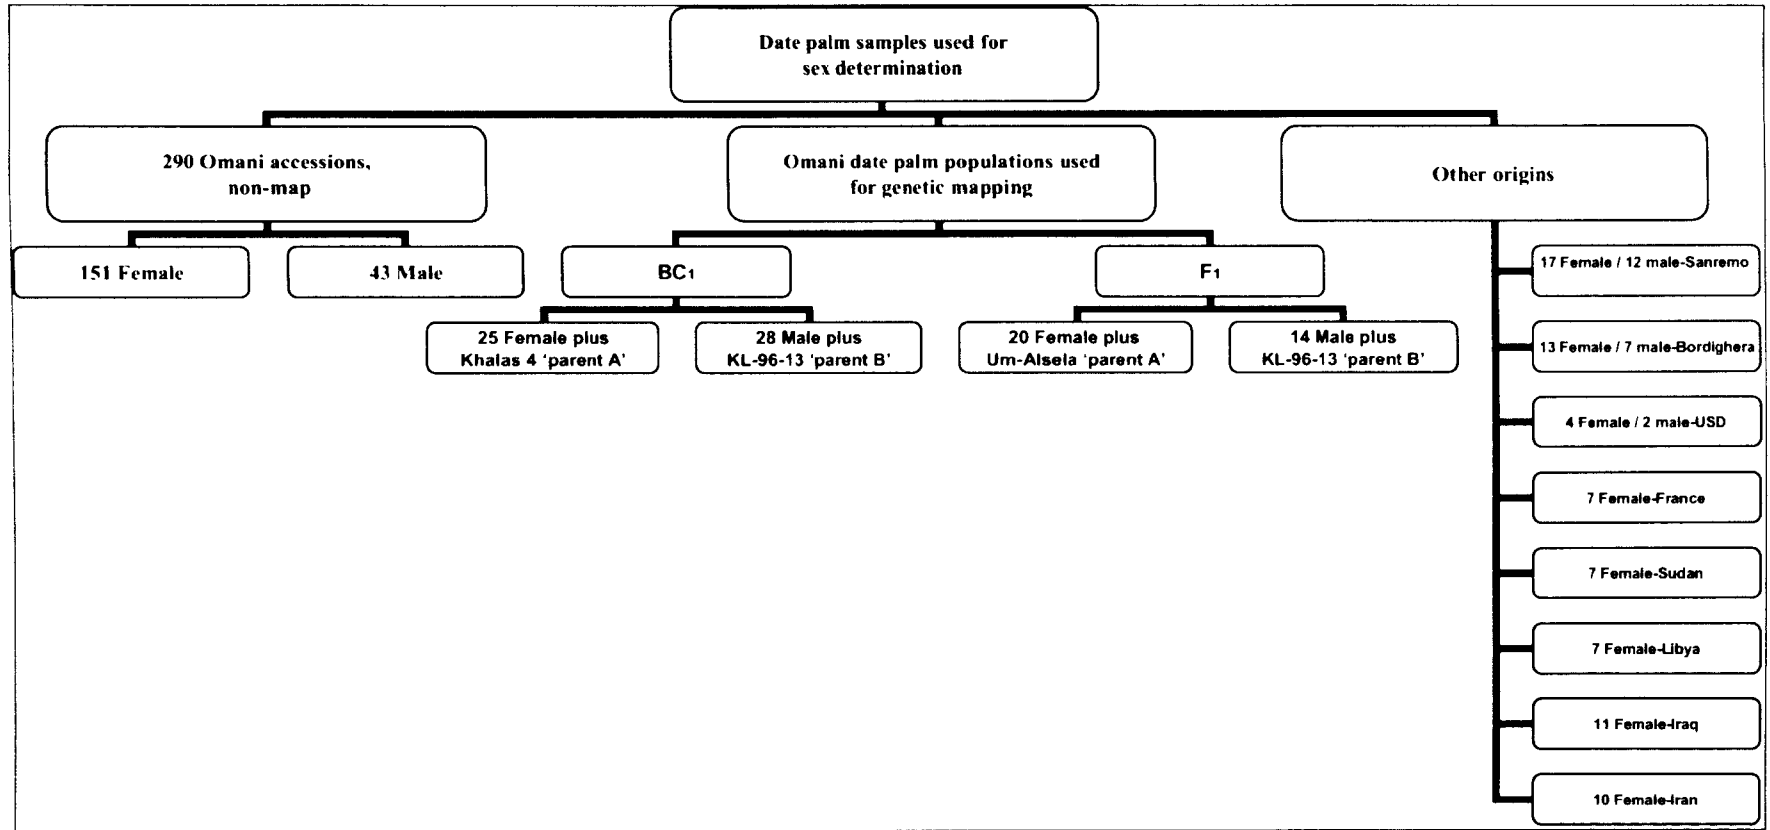 Date palm samples used for
sex determination
290 Omani accessions,
non-map
Omani date palm populations used
for genetic mapping
Other origins
151 Female
43 Male
BC1
F1
25 Female plus
Khalas 4 'parent A'
28 Male plus
KL-96-13 'parent B'
20 Female plus
Um-Alsela 'parent A'
14 Male plus
KL-96-13 'parent B'
17 Female / 12 male-Sanremo
13 Female / 7 male-Bordighera
4 Female / 2 male-USD
7 Female-France
7 Female-Sudan
7 Female-Libya
11 Female-Iraq
10 Female-Iran